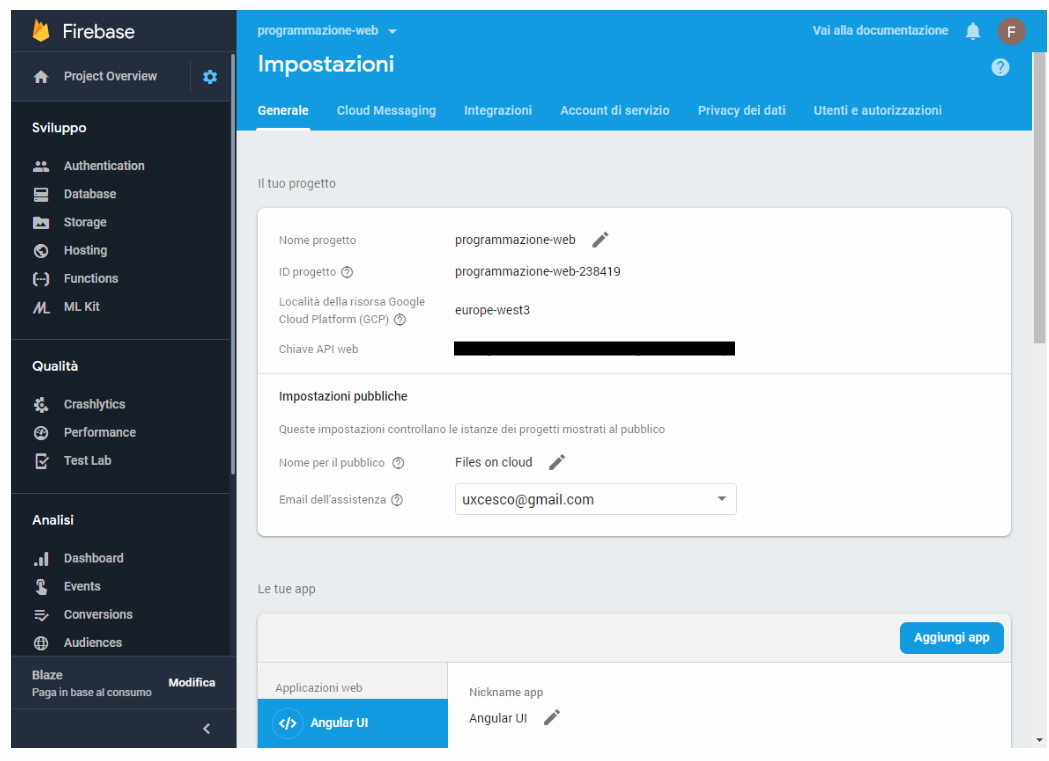 Firebase
Project Overview
Sviluppo
Authentication
Database
Storage
Hosting
Functions
ML Kit
Qualità
Crashlytics
Performance
Test Lab
Analisi
Dashboard
Events
Conversions
Audiences
Blaze
Paga in base al consumo
Modifica
programmazione-web
Vai alla documentazione
F
Impostazioni
Generale Cloud Messaging Integrazioni Account di servizio Privacy dei dati Utenti e autorizzazioni
Il tuo progetto
Nome progetto programmazione-web
ID progetto programmazione-web-238419
Località della risorsa Google
Cloud Platform (GCP) europe-west3
Chiave API web
Impostazioni pubbliche
Queste impostazioni controllano le istanze dei progetti mostrati al pubblico
Nome per il pubblico Files on cloud
Email dell'assistenza uxcesco@gmail.com
Le tue app
Aggiungi app
Applicazioni web
Angular UI
Nickname app
Angular UI